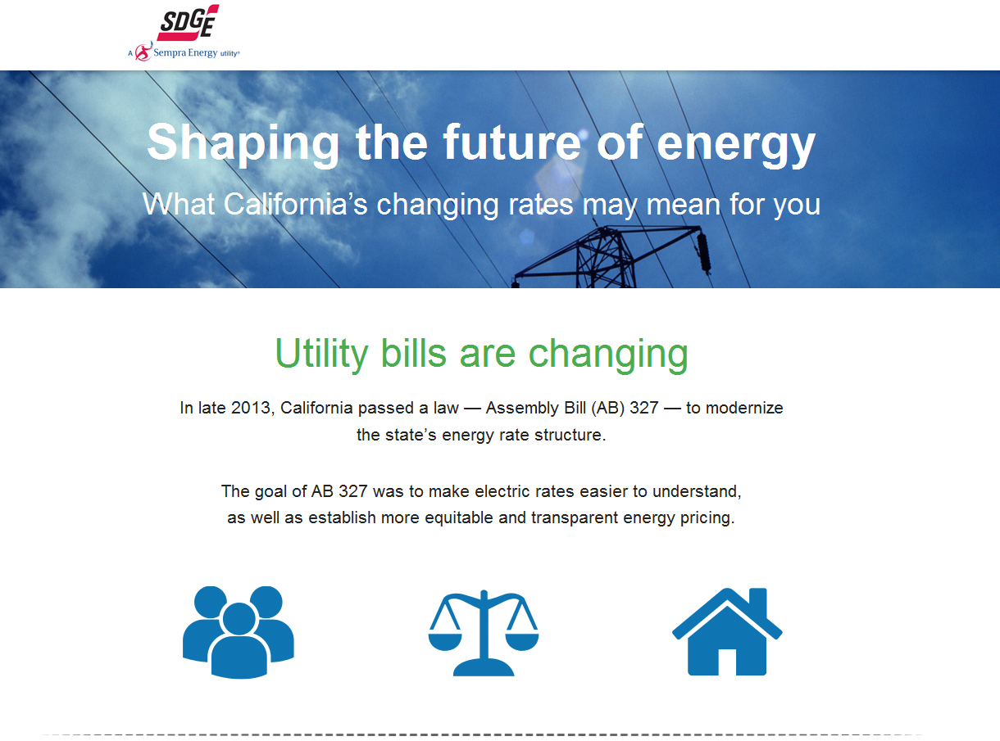 SDGE
A Sempra Energy utility®
Shaping the future of energy
What California’s changing rates may mean for you
Utility bills are changing
In late 2013, California passed a law — Assembly Bill (AB) 327 — to modernize
the state’s energy rate structure.
The goal of AB 327 was to make electric rates easier to understand,
as well as establish more equitable and transparent energy pricing.